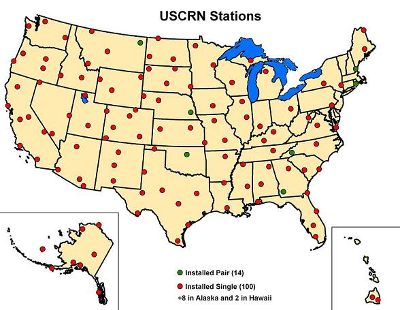 USCRN Stations
Installed Pair (14)
Installed Single (100)
+8 in Alaska and 2 in Hawaii